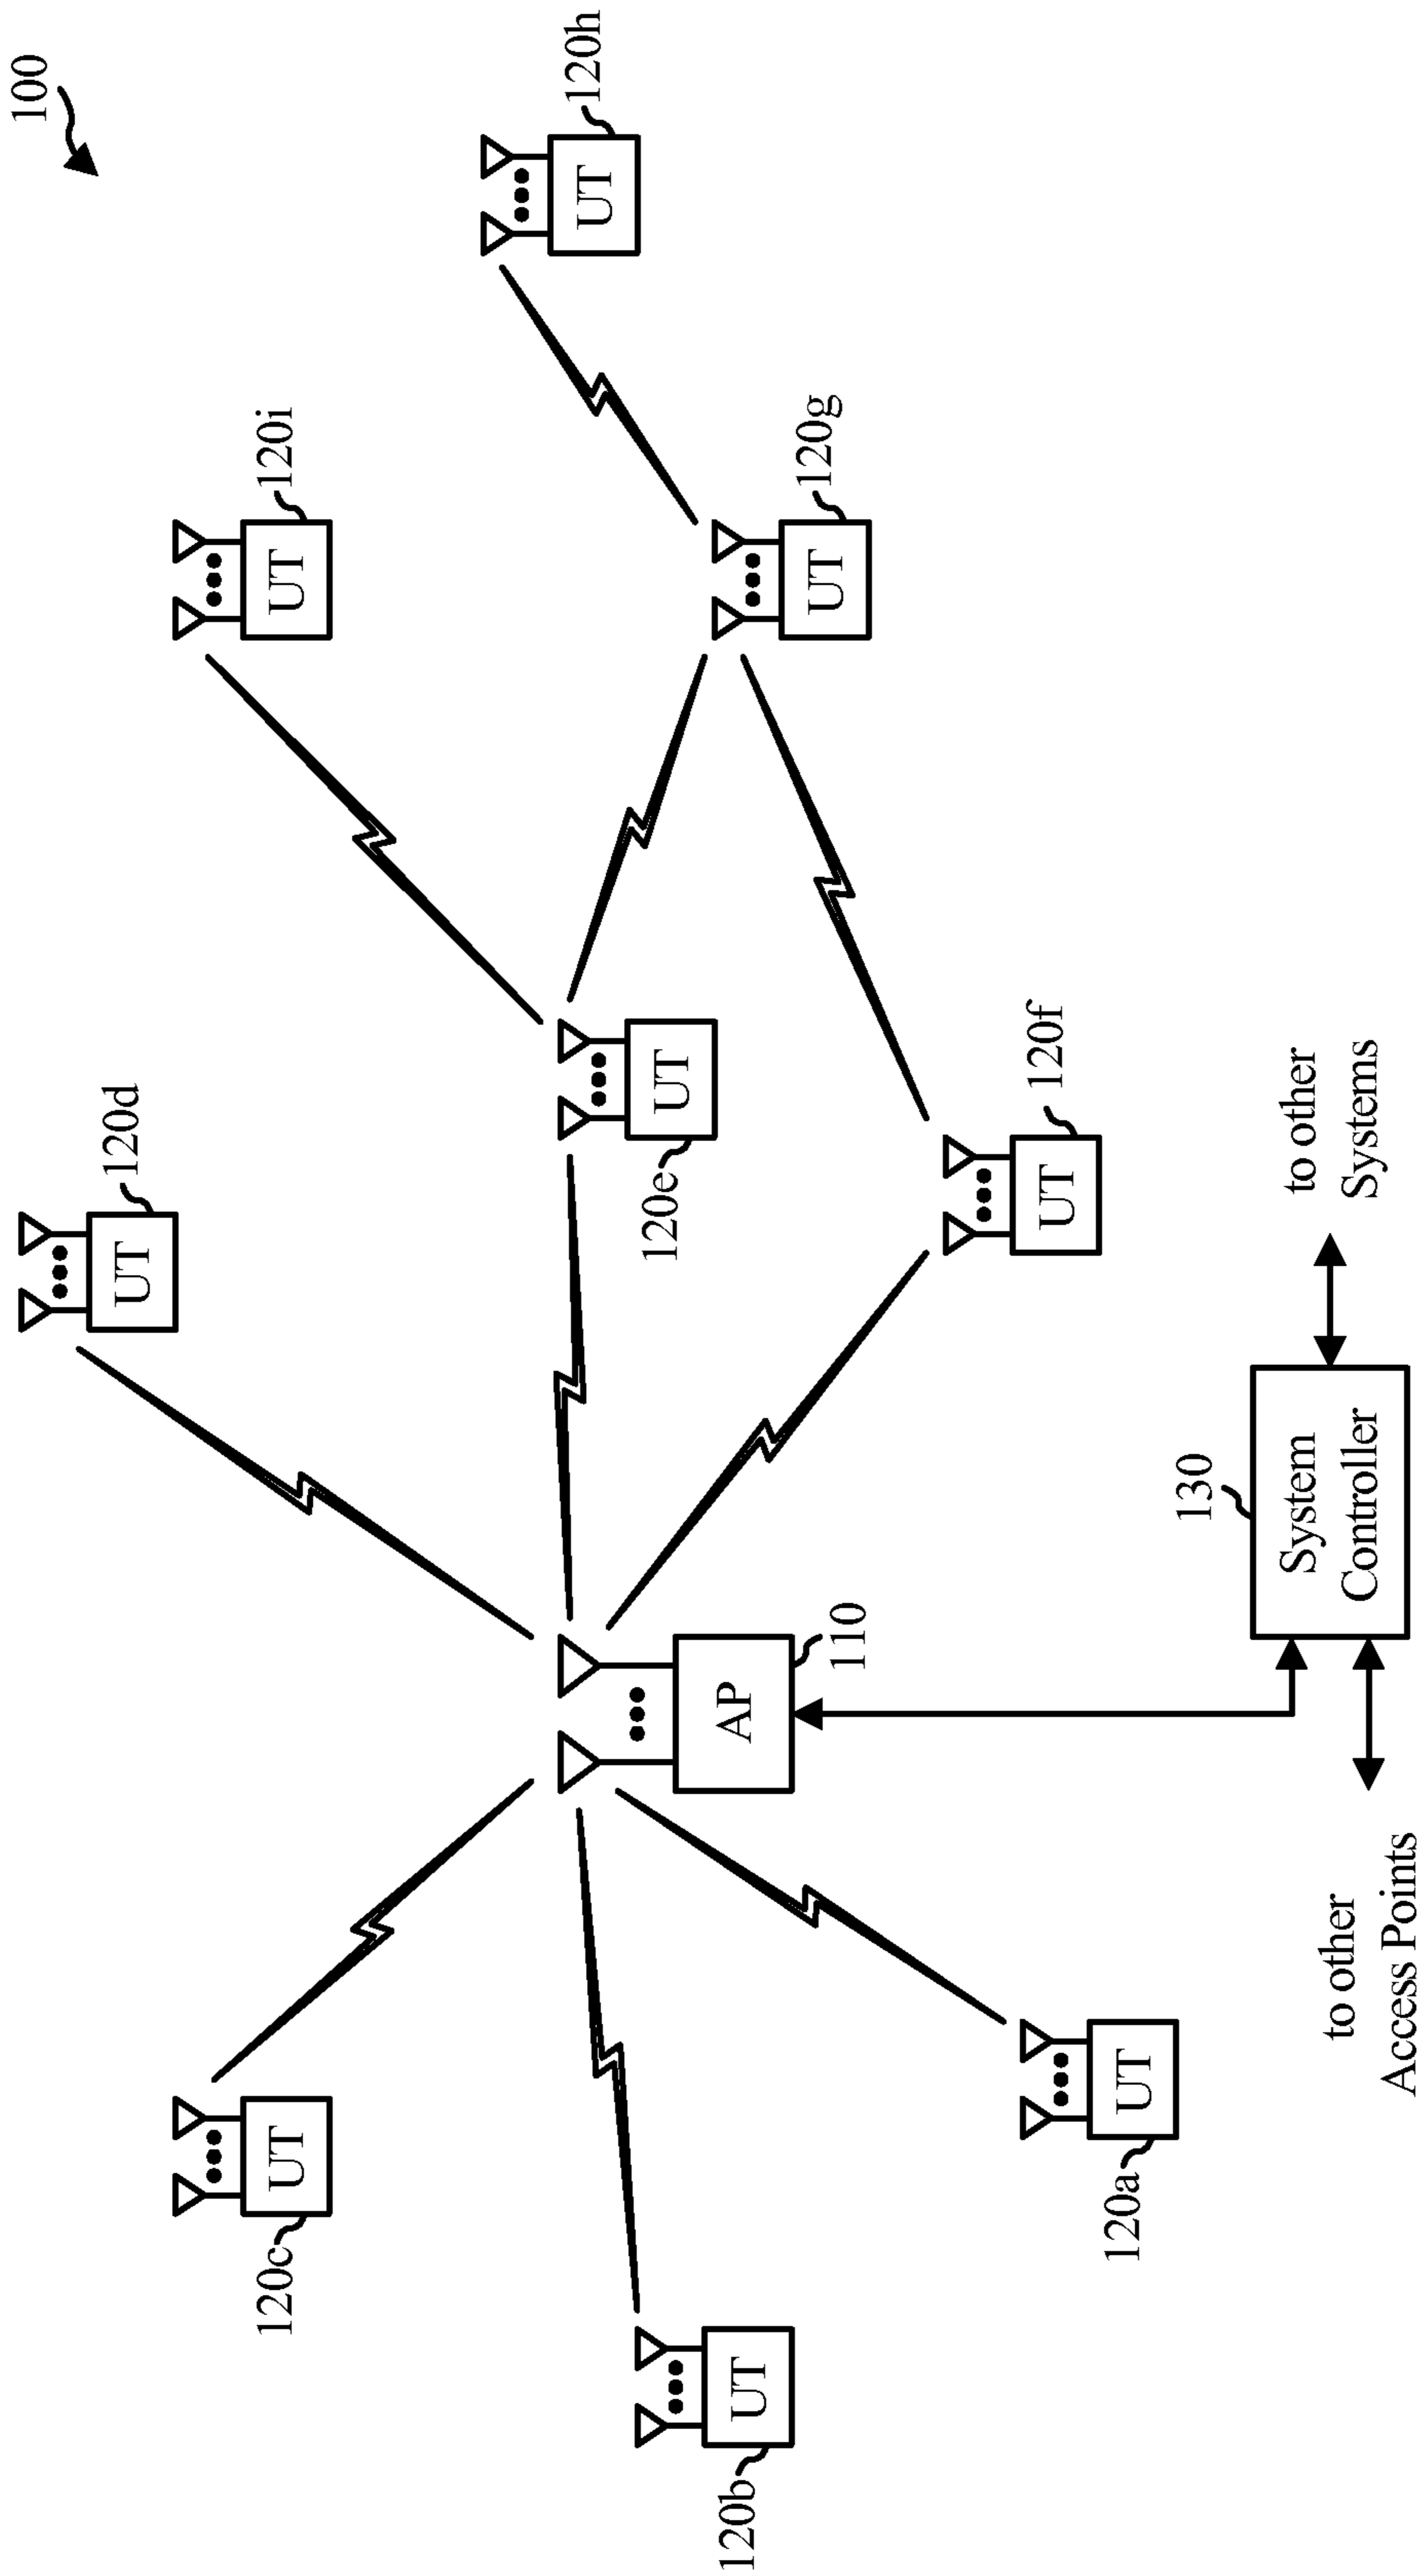 100
120d
UT
120i
UT
120c
UT
120h
UT
120e
UT
120g
UT
AP
110
120b
UT
120f
UT
120a
UT
130
System
Controller
to other
Systems
to other
Access Points